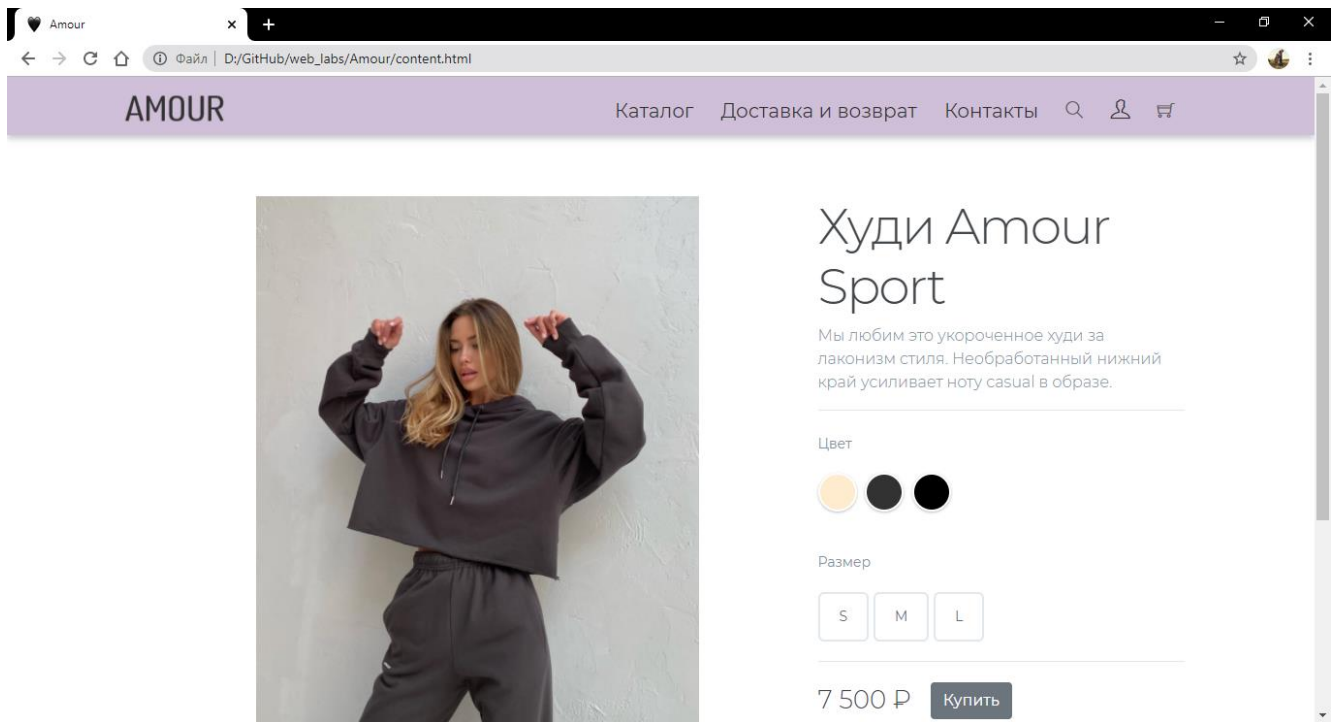 Amour
Файл | D:/GitHub/web_labs/Amour/content.html
AMOUR
Каталог Доставка и возврат Контакты
Худи Amour
Sport
Мы любим это укороченное худи за
лаконизм стиля. Необработанный нижний
край усиливает ноту casual в образе.
Цвет
Размер
S M L
7 500 ₽ Купить